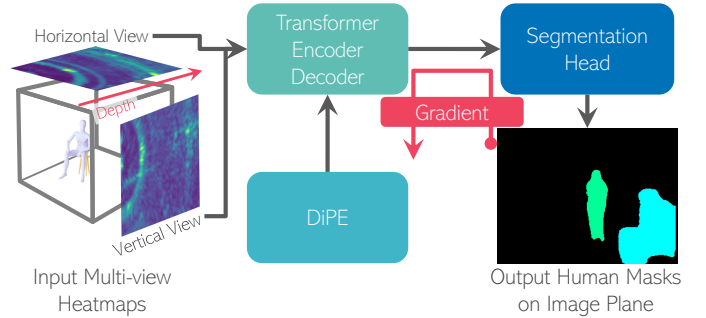 Horizontal View
Depth
Vertical View
Input Multi-view
Heatmaps
Transformer
Encoder
Decoder
DiPE
Gradient
Segmentation
Head
Output Human Masks
on Image Plane